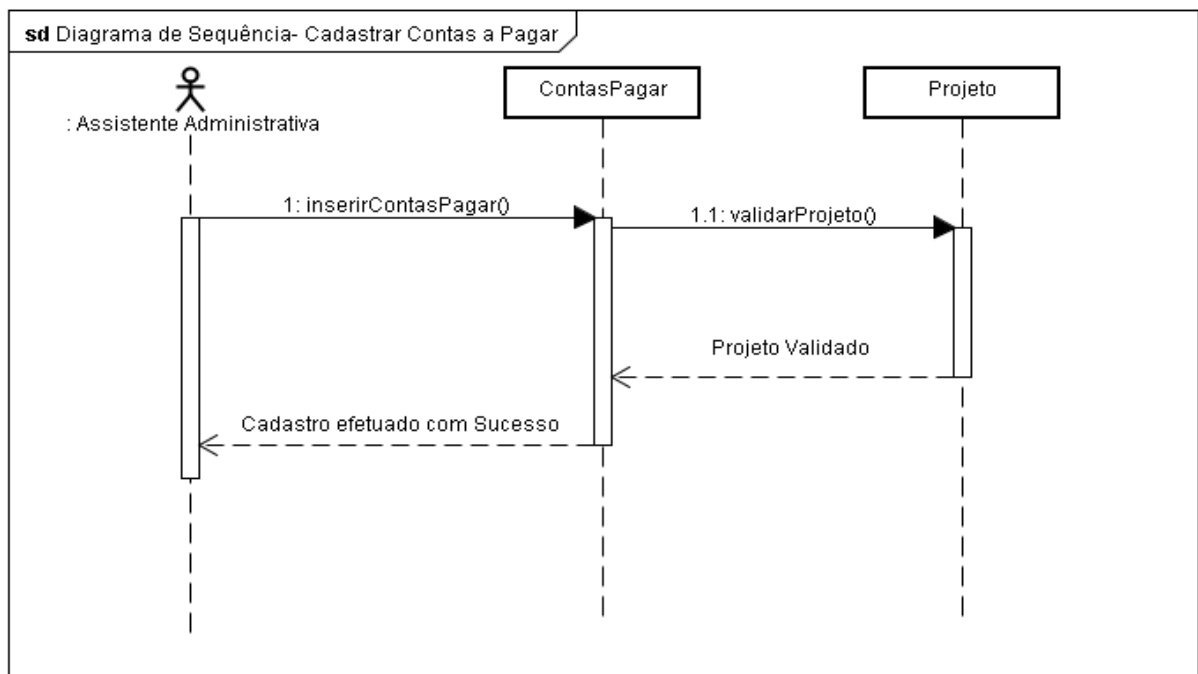 sd Diagrama de Sequência- Cadastrar Contas a Pagar
: Assistente Administrativa
ContasPagar
Projeto
1: inserirContasPagar()
1.1: validarProjeto()
Projeto Validado
Cadastro efetuado com Sucesso